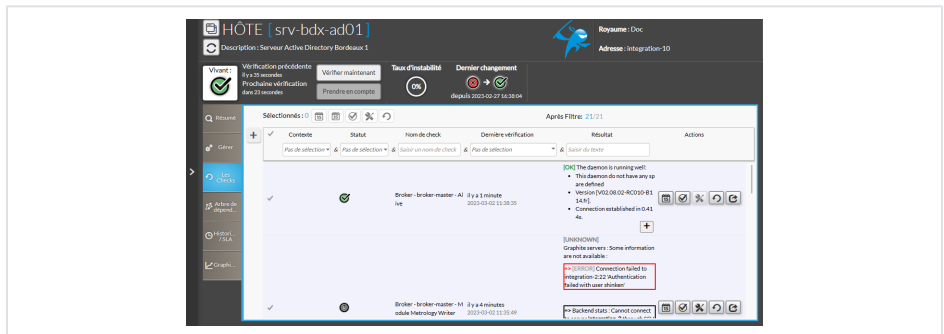 HÔTE [ srv-bdx-ad01 ]
Description : Serveur Active Directory Bordeaux 1
Royaume : Doc
Adresse : integration-10
Vivant :
Vérification précédente
il y a 35 secondes
Prochaine vérification
dans 23 secondes
Vérifier maintenant
Prendre en compte
Taux d'instabilité
0%
Dernier changement
depuis 2023-02-27 16:38:04
Résumé
Gérer
Les
Checks
Arbre de
dépend...
Histori...
/ SLA
Graphi...
Sélectionnés : 0
Après Filtre: 21/21
Contexte Statut Nom de check Dernière vérification Résultat Actions
Pas de sélection & Pas de sélection & Saisir un nom de check & Pas de sélection & Saisir du texte
[OK] The daemon is running well:
• This daemon do not have any sp
are defined
• Version [V02.08.02-RC010-B1
14.fr].
• Connection established in 0.41
4s.
Broker - broker-master - Al
ive
il y a 1 minute
2023-03-02 11:38:35
[UNKNOWN]
Graphite servers : Some information
are not available :
=> [ERROR] Connection failed to
integration-2:22 'Authentication
failed with user shinken'
Broker - broker-master - M
odule Metrology Writer
il y a 4 minutes
2023-03-02 11:35:49
=> Backend stats : Cannot connect